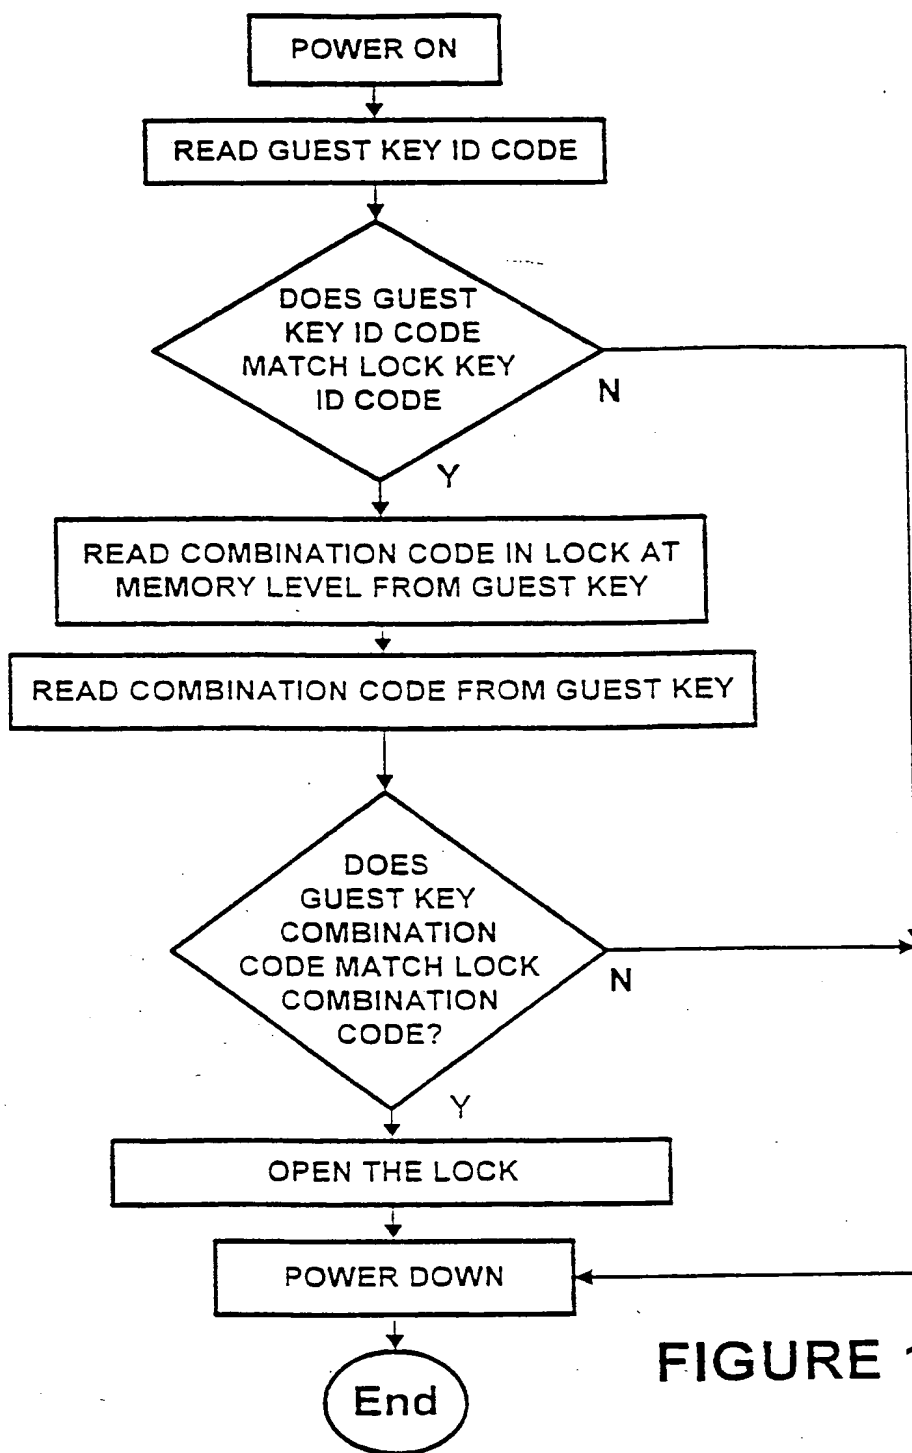 POWER ON
READ GUEST KEY ID CODE
DOES GUEST
KEY ID CODE
MATCH LOCK KEY
ID CODE
N
Y
READ COMBINATION CODE IN LOCK AT
MEMORY LEVEL FROM GUEST KEY
READ COMBINATION CODE FROM GUEST KEY
DOES
GUEST KEY
COMBINATION
CODE MATCH LOCK
COMBINATION
CODE?
N
Y
OPEN THE LOCK
POWER DOWN
End
FIGURE